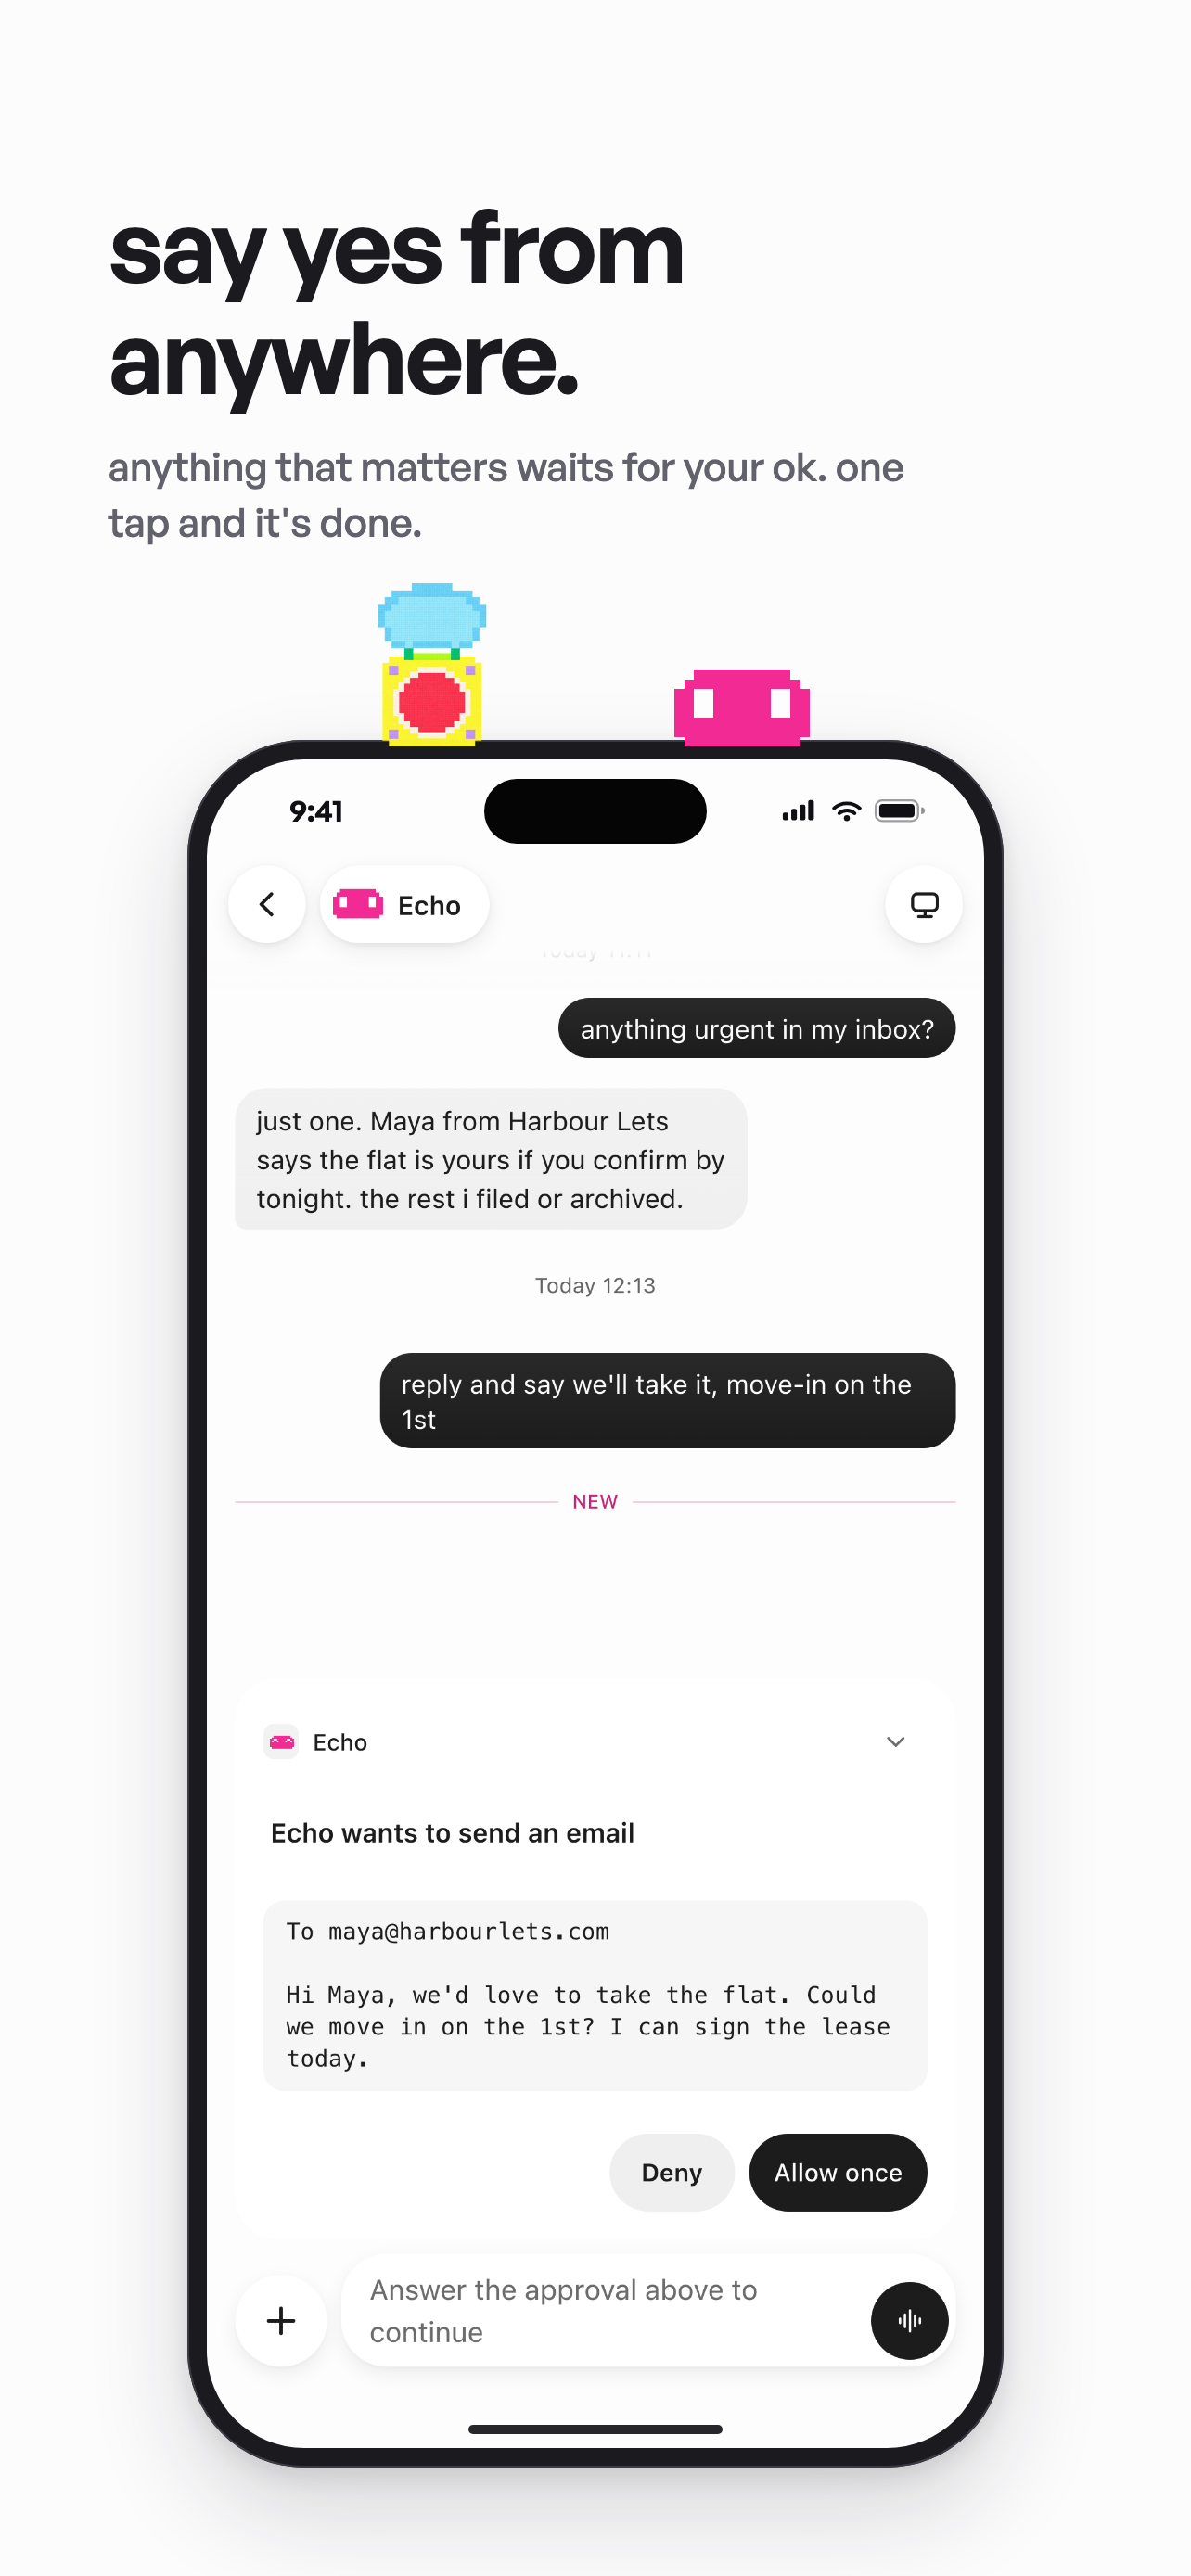 say yes from
anywhere.
anything that matters waits for your ok. one
tap and it's done.
9:41
Echo
anything urgent in my inbox?
just one. Maya from Harbour Lets
says the flat is yours if you confirm by
tonight. the rest i filed or archived.
Today 12:13
reply and say we'll take it, move-in on the
1st
NEW
Echo
Echo wants to send an email
To maya@harbourlets.com
Hi Maya, we'd love to take the flat. Could
we move in on the 1st? I can sign the lease
today.
Deny
Allow once
Answer the approval above to
continue